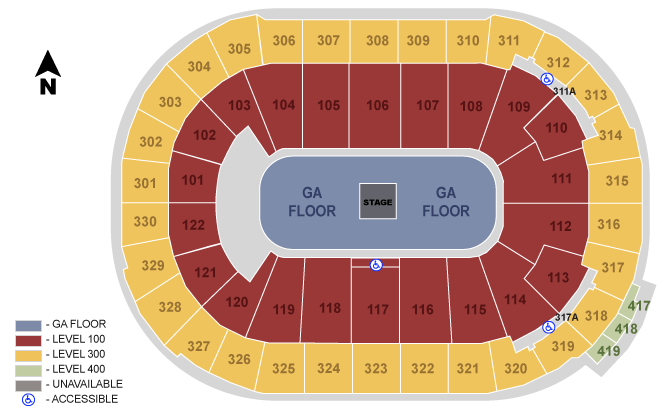 306 307 308 309 310 311
305 312
304 311A 313
303 103 104 105 106 107 108 109 314
302 102 110
301 101 111 315
GA FLOOR STAGE GA FLOOR
330 122 112 316
329 121 113 317
328 120 119 118 117 116 115 114 317A 318 417
327 319 418
326 325 324 323 322 321 320 419
N
- GA FLOOR
- LEVEL 100
- LEVEL 300
- LEVEL 400
- UNAVAILABLE
- ACCESSIBLE